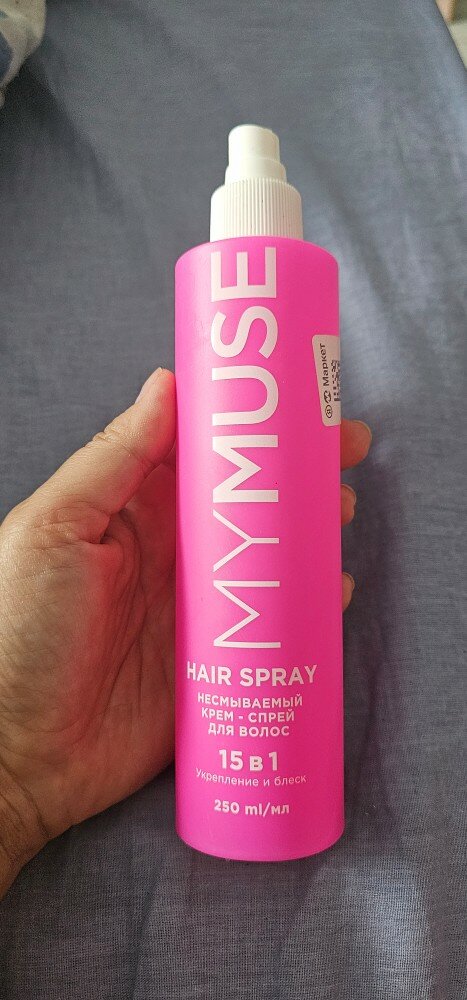 MYMUSE
HAIR SPRAY
НЕСМЫВАЕМЫЙ
КРЕМ - СПРЕЙ
ДЛЯ ВОЛОС
15 в 1
Укрепление и блеск
250 ml/мл
Маркет